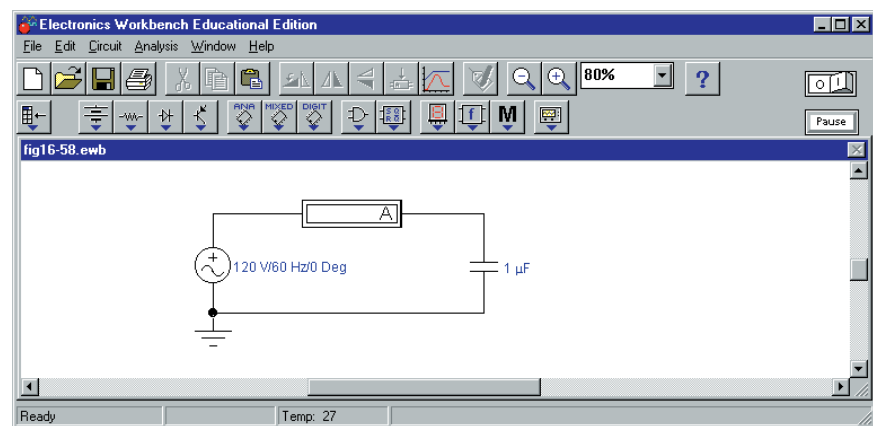 Electronics Workbench Educational Edition
File Edit Circuit Analysis Window Help
80%
?
ANA MIXED DIGIT
f M
Pause
fig16-58.ewb
A
120 V/60 Hz/0 Deg
1 µF
Ready Temp: 27